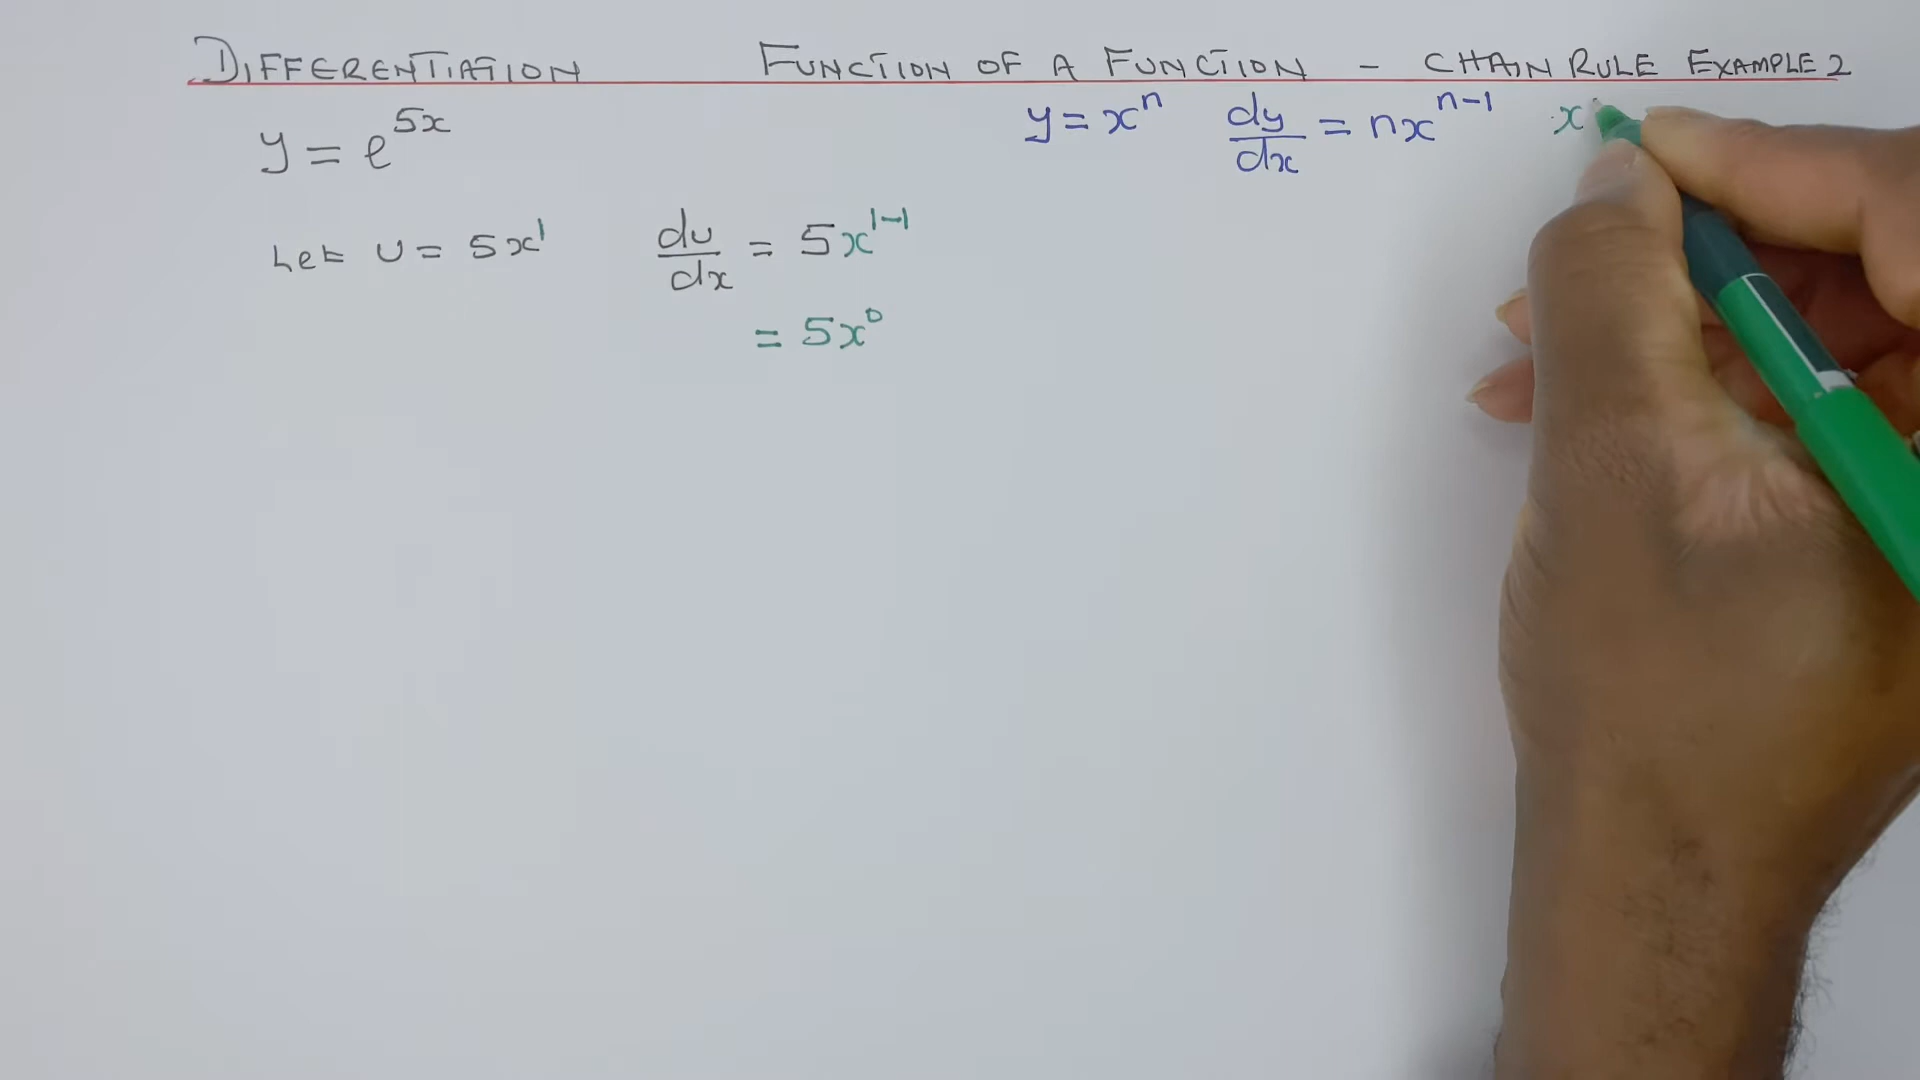 DIFFERENTIATION FUNCTION OF A FUNCTION - CHAIN RULE EXAMPLE 2
y = e^5x y = x^n dy/dx = nx^n-1 x
Let u = 5x^1 du/dx = 5x^1-1
= 5x^0